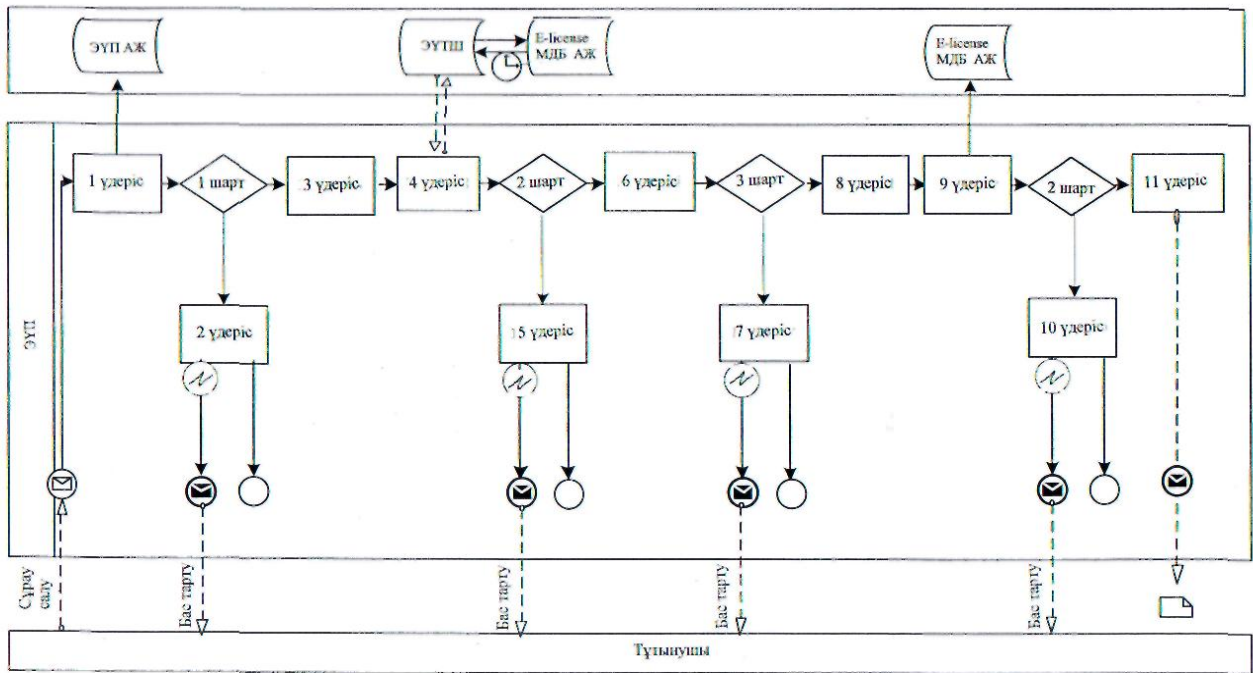 ЭҮП АЖ
ЭҮТШ
E-license
МДБ АЖ
E-license
МДБ АЖ
ЭҮП
1 үдеріс
1 шарт
3 үдеріс
4 үдеріс
2 шарт
6 үдеріс
3 шарт
8 үдеріс
9 үдеріс
2 шарт
11 үдеріс
2 үдеріс
5 үдеріс
7 үдеріс
10 үдеріс
Сұрау
салу
Бас тарту
Бас тарту
Бас тарту
Бас тарту
Тұтынушы